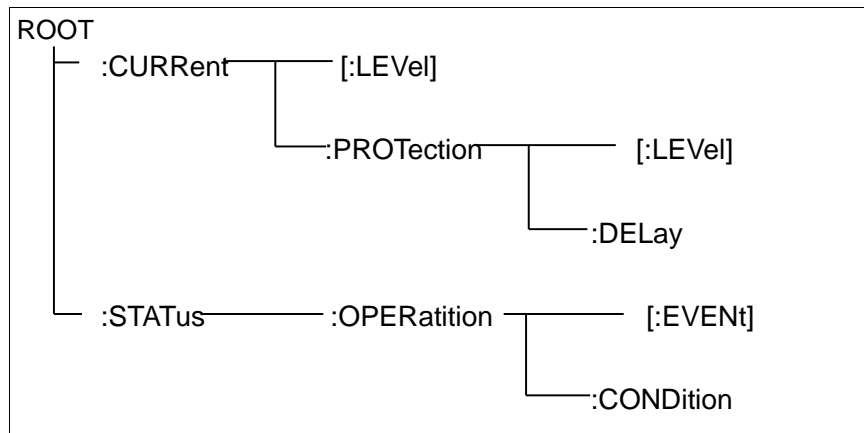 ROOT
:CURRent [:LEVel]
:PROTection [:LEVel]
:DELay
:STATus :OPERatition [:EVENt]
:CONDition